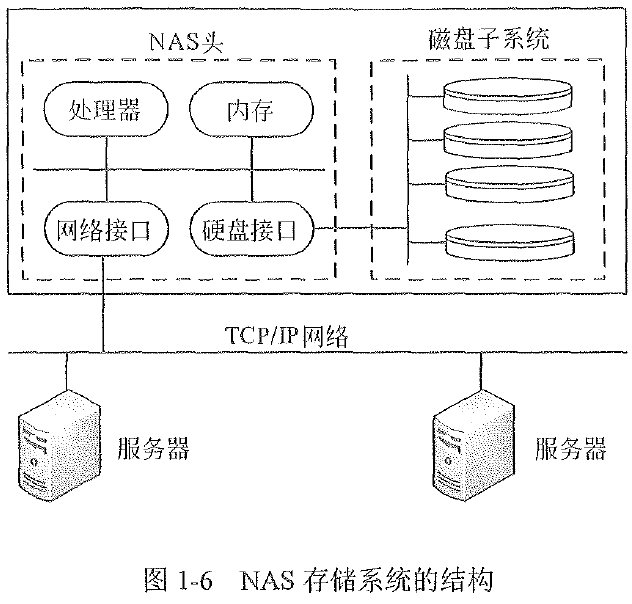 NAS头
磁盘子系统
处理器
内存
网络接口
硬盘接口
TCP/IP网络
服务器
服务器
图 1-6 NAS 存储系统的结构